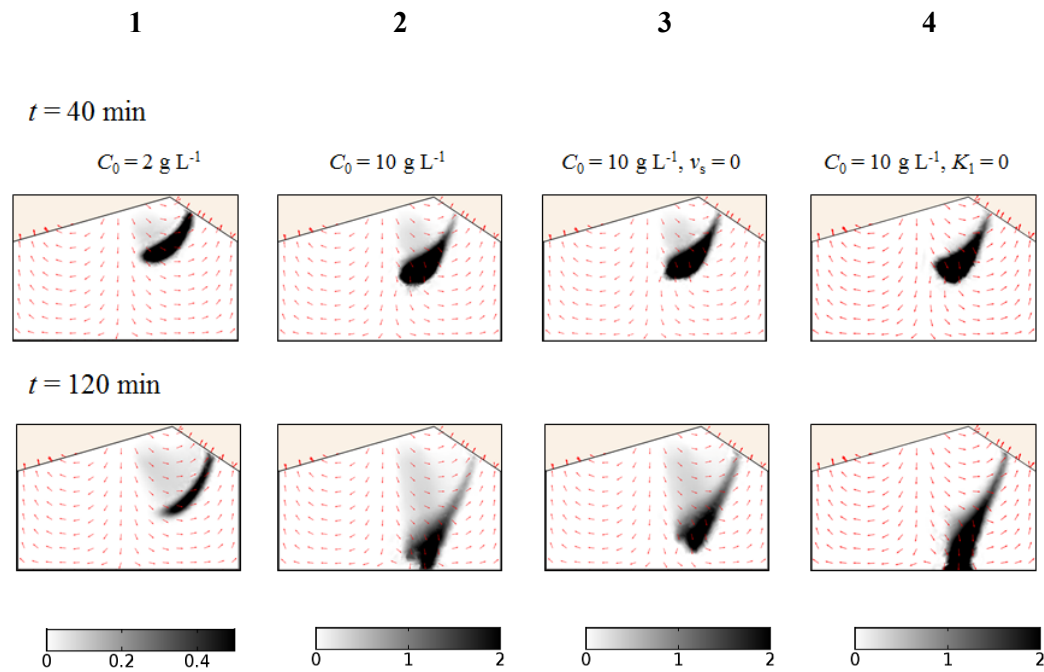 1 2 3 4
t = 40 min
C₀ = 2 g L⁻¹ C₀ = 10 g L⁻¹ C₀ = 10 g L⁻¹, vₛ = 0 C₀ = 10 g L⁻¹, K₁ = 0
t = 120 min
0 0.2 0.4 0 1 2 0 1 2 0 1 2